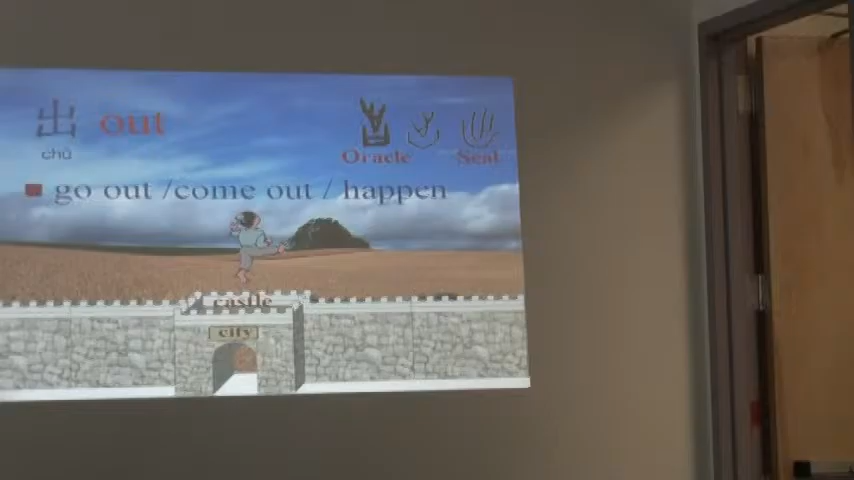 出 out
chū
Oracle Seal
go out /come out / happen
castle
city